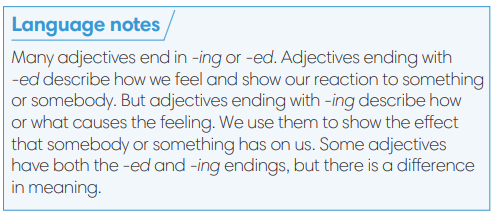 Language notes
Many adjectives end in -ing or -ed. Adjectives ending with
-ed describe how we feel and show our reaction to something
or somebody. But adjectives ending with -ing describe how
or what causes the feeling. We use them to show the effect
that somebody or something has on us. Some adjectives
have both the -ed and -ing endings, but there is a difference
in meaning.